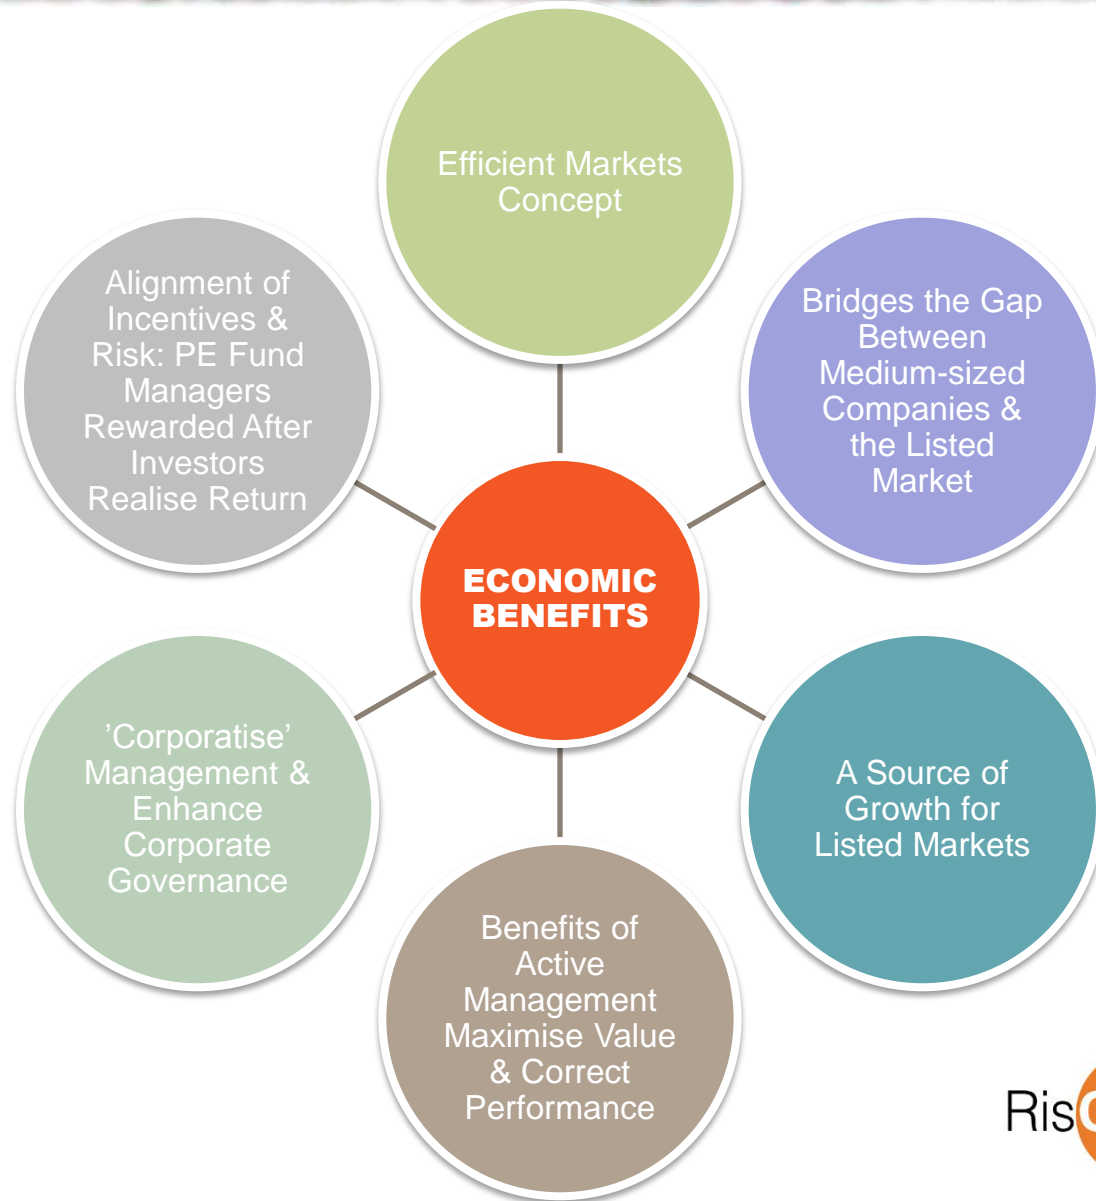 Efficient Markets
Concept
Bridges the Gap
Between
Medium-sized
Companies &
the Listed
Market
A Source of
Growth for
Listed Markets
Benefits of
Active
Management
Maximise Value
& Correct
Performance
’Corporatise’
Management &
Enhance
Corporate
Governance
Alignment of
Incentives &
Risk: PE Fund
Managers
Rewarded After
Investors
Realise Return
ECONOMIC
BENEFITS